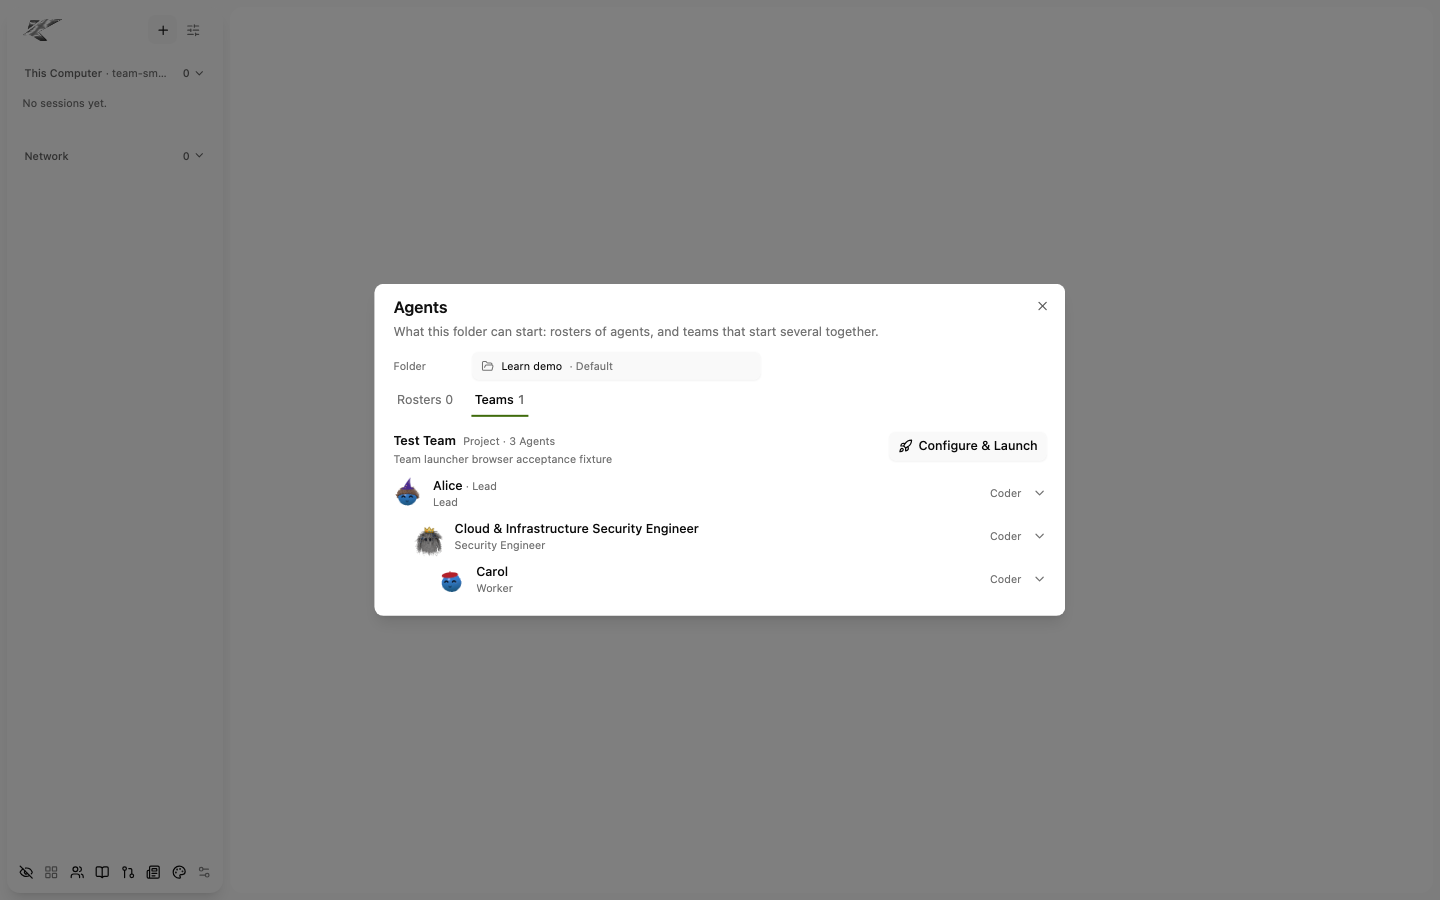 This Computer · team-sm... 0
No sessions yet.
Network 0
Agents
What this folder can start: rosters of agents, and teams that start several together.
Folder Learn demo · Default
Rosters 0 Teams 1
Test Team Project · 3 Agents
Configure & Launch
Team launcher browser acceptance fixture
Alice · Lead
Lead
Coder
Cloud & Infrastructure Security Engineer
Security Engineer
Coder
Carol
Worker
Coder